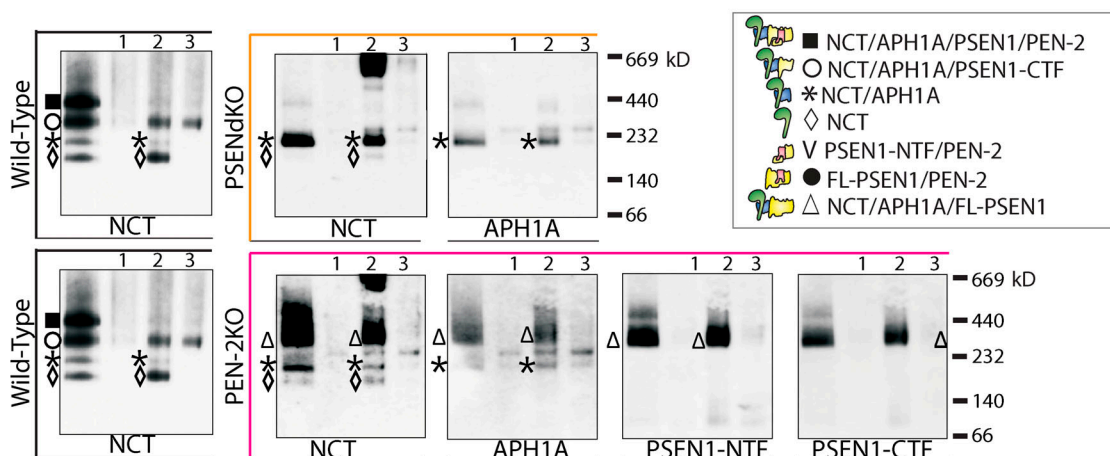 1 2 3
Wild-Type
■
○
*
◊
*
◊
NCT
1 2 3
PSENdKO
*
◊
*
◊
NCT
*
*
APH1A
669 kD
440
232
140
66
■ NCT/APH1A/PSEN1/PEN-2
○ NCT/APH1A/PSEN1-CTF
* NCT/APH1A
◊ NCT
V PSEN1-NTF/PEN-2
● FL-PSEN1/PEN-2
△ NCT/APH1A/FL-PSEN1
1 2 3
Wild-Type
■
○
*
◊
*
◊
NCT
1 2 3 1 2 3 1 2 3 1 2 3
PEN-2KO
△
*
◊
△
*
◊
NCT
△
*
△
*
APH1A
△
△
PSEN1-NTF
△
PSEN1-CTF
669 kD
440
232
140
66